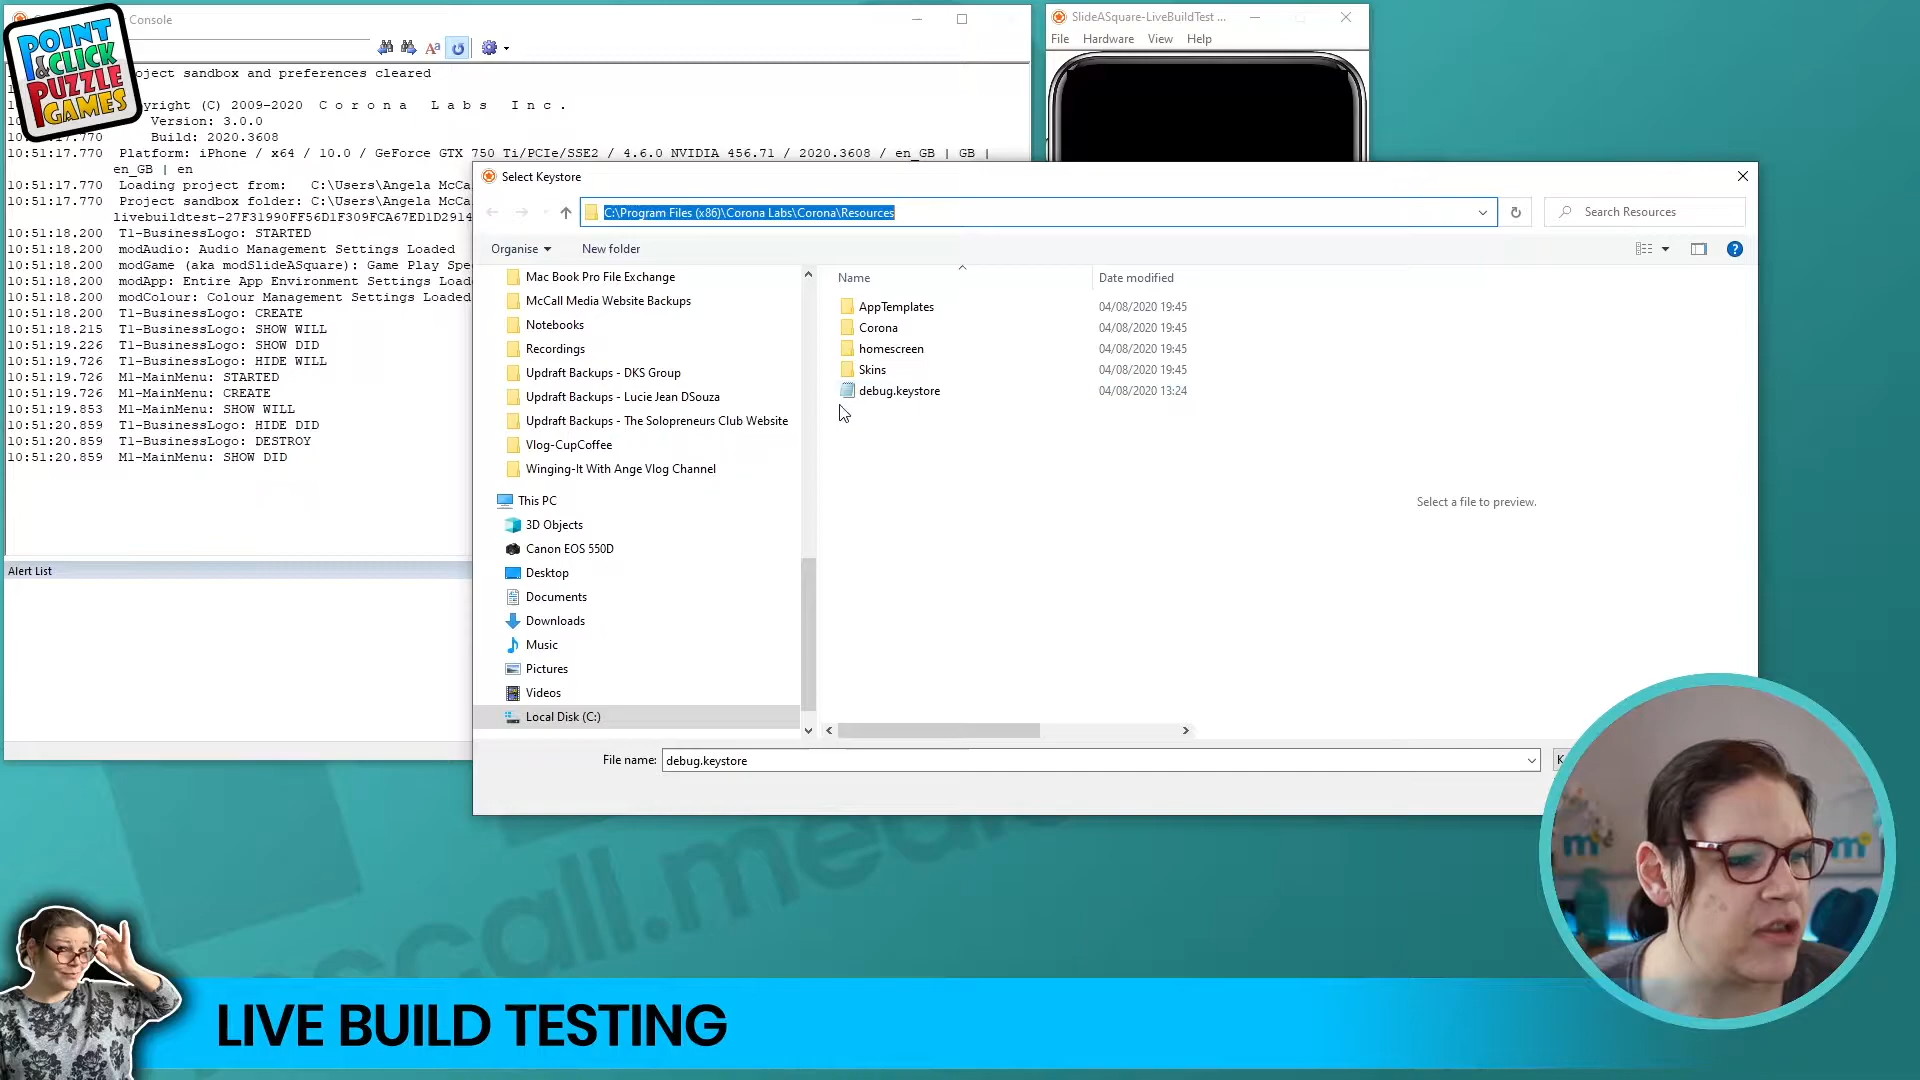 Console
POINT
& CLICK
PUZZLE
GAMES
oject sandbox and preferences cleared
yright (C) 2009-2020 C o r o n a L a b s I n c .
Version: 3.0.0
Build: 2020.3608
10:51:17.770 Platform: iPhone / x64 / 10.0 / GeForce GTX 750 Ti/PCIe/SSE2 / 4.6.0 NVIDIA 456.71 / 2020.3608 / en_GB | GB |
en_GB | en
10:51:17.770 Loading project from: C:\Users\Angela McCa
10:51:17.770 Project sandbox folder: C:\Users\Angela McCa
livebuildtest-27F31990FF56D1F309FCA67ED1D2914
10:51:18.200 T1-BusinessLogo: STARTED
10:51:18.200 modAudio: Audio Management Settings Loaded
10:51:18.200 modGame (aka modSlideASquare): Game Play Spe
10:51:18.200 modApp: Entire App Environment Settings Load
10:51:18.200 modColour: Colour Management Settings Loaded
10:51:18.200 T1-BusinessLogo: CREATE
10:51:18.215 T1-BusinessLogo: SHOW WILL
10:51:19.226 T1-BusinessLogo: SHOW DID
10:51:19.726 T1-BusinessLogo: HIDE WILL
10:51:19.726 M1-MainMenu: STARTED
10:51:19.726 M1-MainMenu: CREATE
10:51:19.853 M1-MainMenu: SHOW WILL
10:51:20.859 T1-BusinessLogo: HIDE DID
10:51:20.859 T1-BusinessLogo: DESTROY
10:51:20.859 M1-MainMenu: SHOW DID
Alert List
SlideASquare-LiveBuildTest ...
File Hardware View Help
Select Keystore
C:\Program Files (x86)\Corona Labs\Corona\Resources
Search Resources
Organise New folder
Mac Book Pro File Exchange
McCall Media Website Backups
Notebooks
Recordings
Updraft Backups - DKS Group
Updraft Backups - Lucie Jean DSouza
Updraft Backups - The Solopreneurs Club Website
Vlog-CupCoffee
Winging-It With Ange Vlog Channel
This PC
3D Objects
Canon EOS 550D
Desktop
Documents
Downloads
Music
Pictures
Videos
Local Disk (C:)
Name Date modified
AppTemplates 04/08/2020 19:45
Corona 04/08/2020 19:45
homescreen 04/08/2020 19:45
Skins 04/08/2020 19:45
debug.keystore 04/08/2020 13:24
Select a file to preview.
File name: debug.keystore
K
LIVE BUILD TESTING